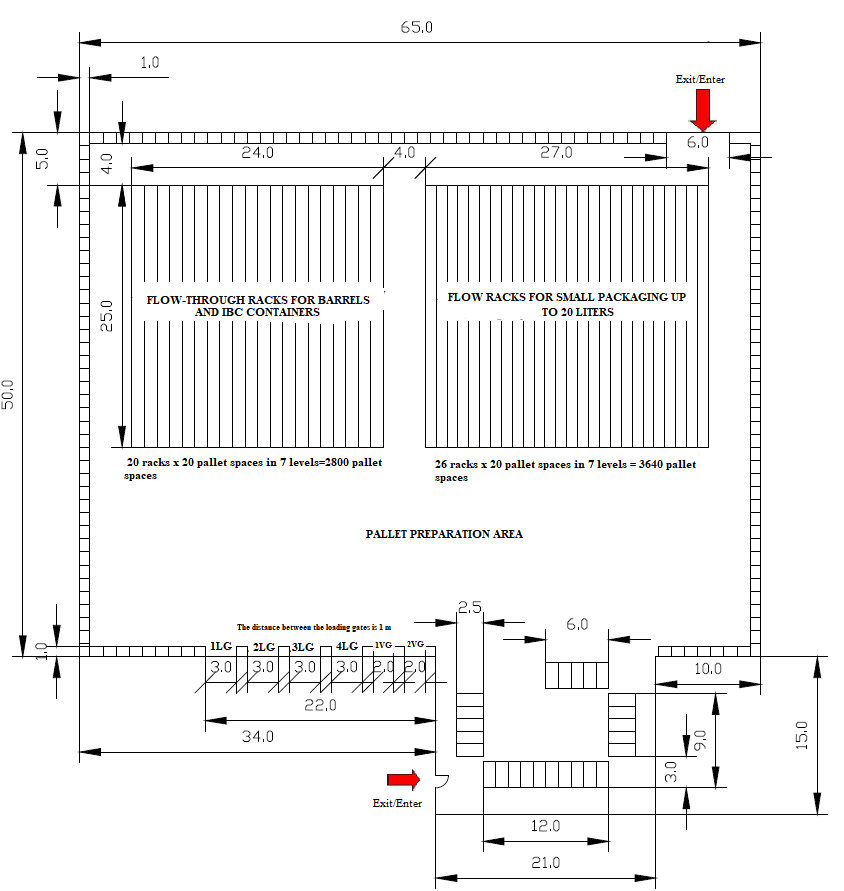 65.0
1.0
Exit/Enter
5.0
4.0
24.0
4.0
27.0
6.0
FLOW-THROUGH RACKS FOR BARRELS
AND IBC CONTAINERS
FLOW RACKS FOR SMALL PACKAGING UP
TO 20 LITERS
25.0
50.0
20 racks x 20 pallet spaces in 7 levels=2800 pallet
spaces
26 racks x 20 pallet spaces in 7 levels = 3640 pallet
spaces
PALLET PREPARATION AREA
The distance between the loading gates is 1 m
2.5
6.0
1.0
1LG 2LG 3LG 4LG 1VG 2VG
3.0 3.0 3.0 3.0 2.0 2.0
10.0
22.0
34.0
15.0
9.0
3.0
Exit/Enter
12.0
21.0